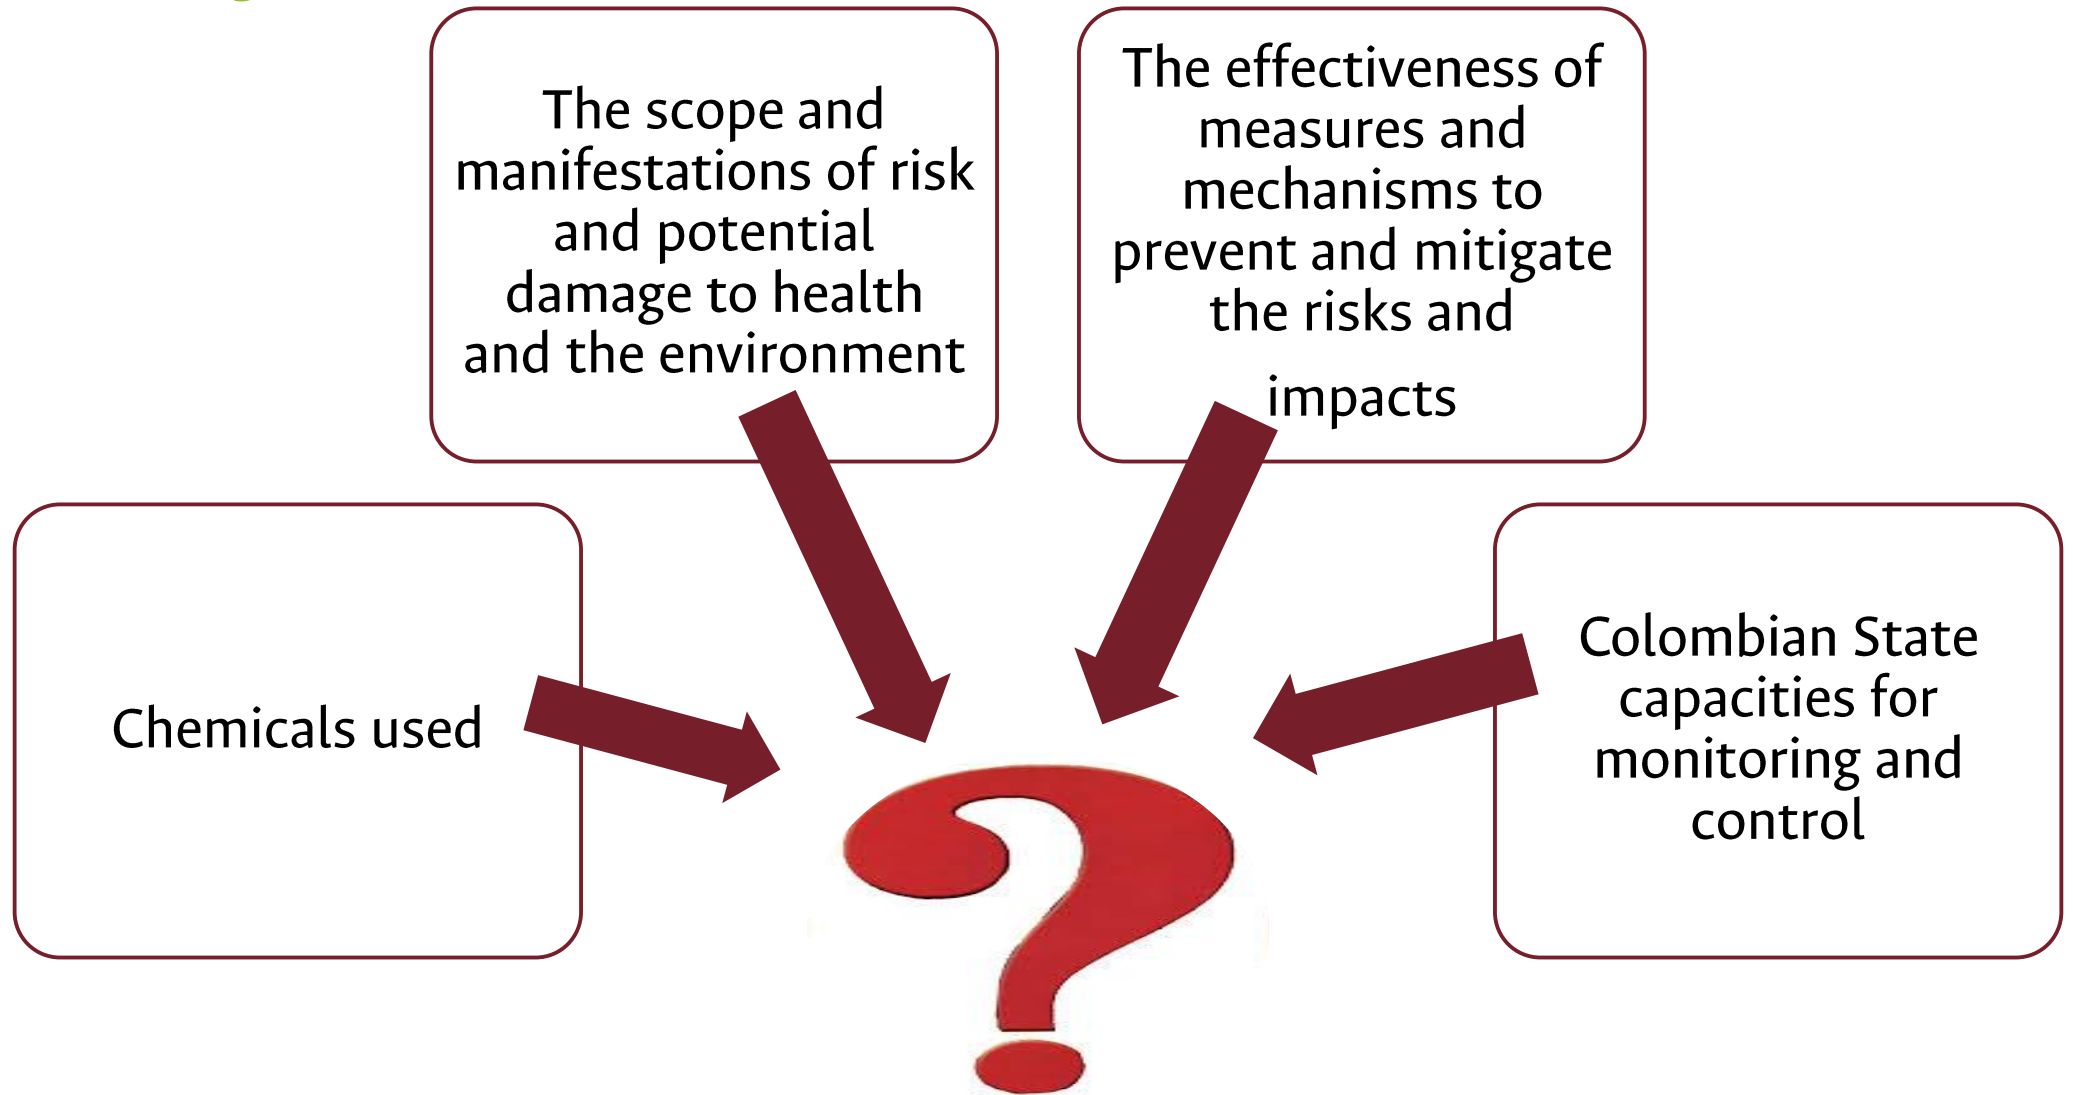 The scope and
manifestations of risk
and potential
damage to health
and the environment
The effectiveness of
measures and
mechanisms to
prevent and mitigate
the risks and
impacts
Chemicals used
Colombian State
capacities for
monitoring and
control
?